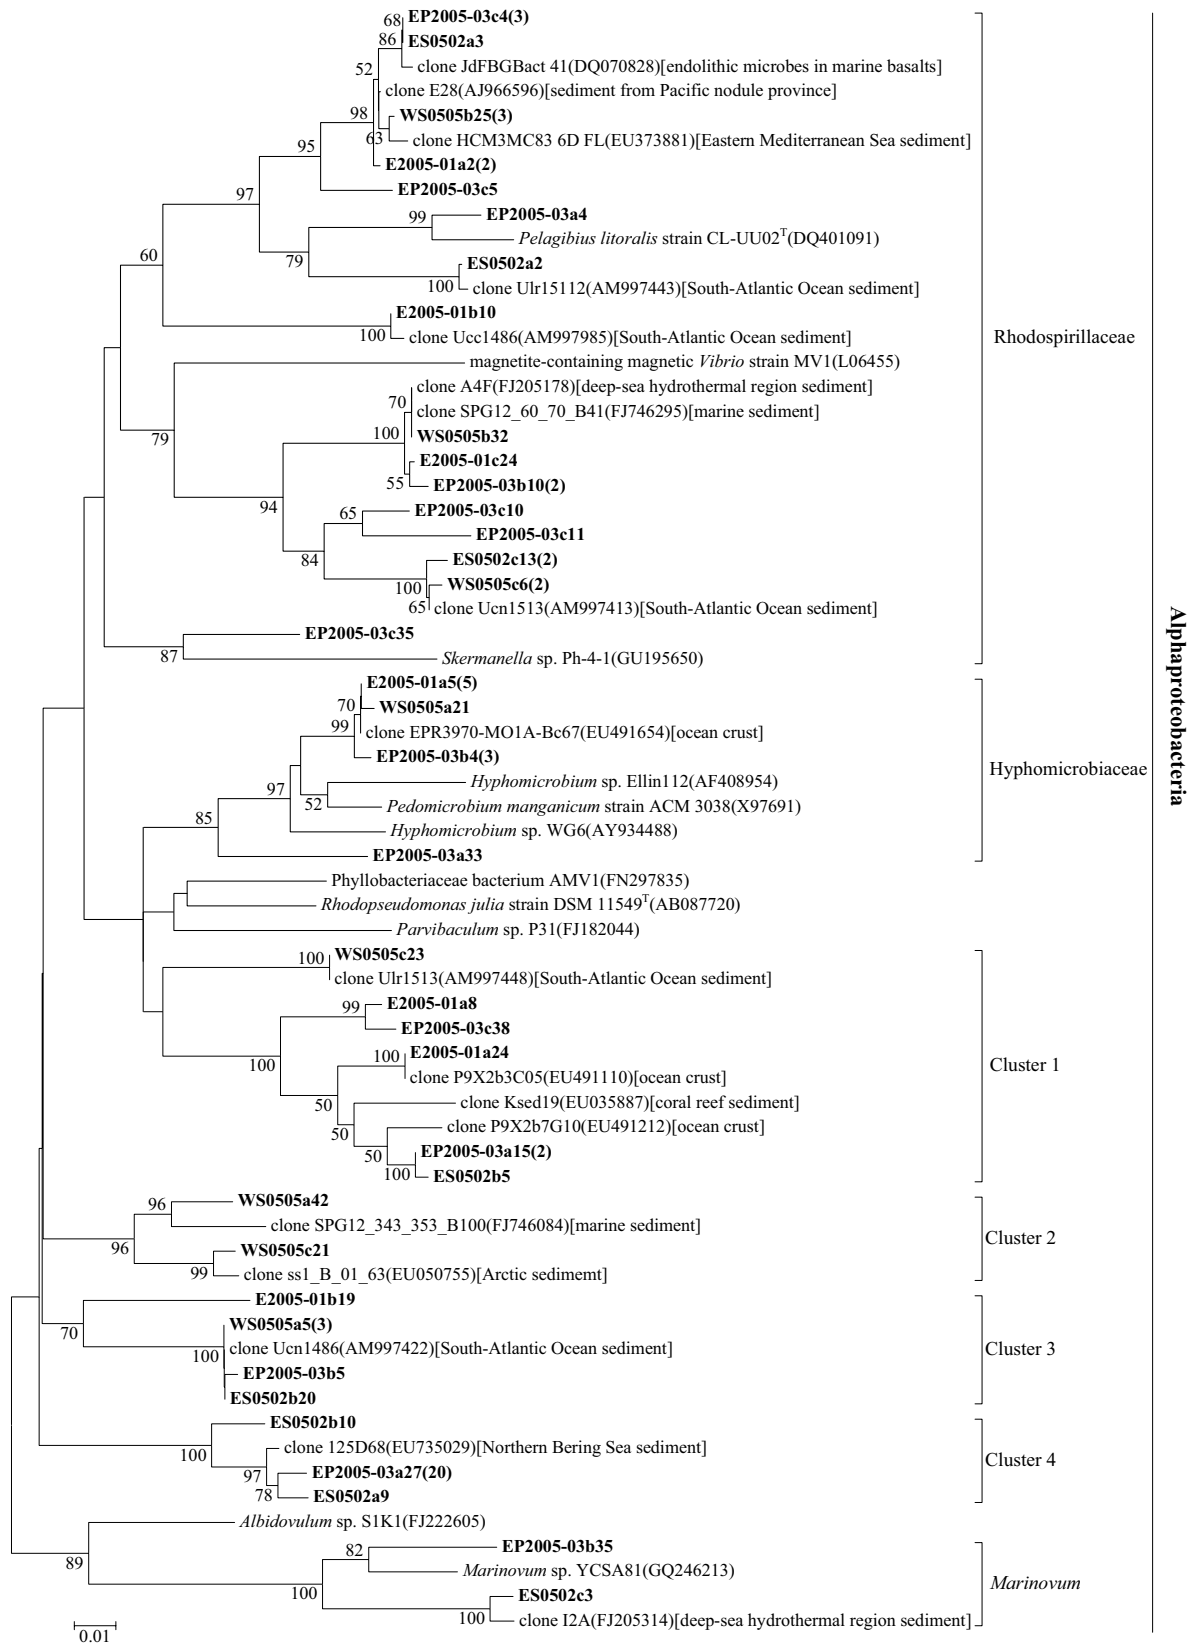 68
EP2005-03c4(3)
86
ES0502a3
clone JdFBGBact 41(DQ070828)[endolithic microbes in marine basalts]
52
clone E28(AJ966596)[sediment from Pacific nodule province]
98
WS0505b25(3)
63
clone HCM3MC83 6D FL(EU373881)[Eastern Mediterranean Sea sediment]
95
E2005-01a2(2)
97
EP2005-03c5
99
EP2005-03a4
Pelagibius litoralis strain CL-UU02T(DQ401091)
60
79
ES0502a2
100
clone Ulr15112(AM997443)[South-Atlantic Ocean sediment]
E2005-01b10
100
clone Ucc1486(AM997985)[South-Atlantic Ocean sediment]
Rhodospirillaceae
magnetite-containing magnetic Vibrio strain MV1(L06455)
clone A4F(FJ205178)[deep-sea hydrothermal region sediment]
70
clone SPG12_60_70_B41(FJ746295)[marine sediment]
79
100
WS0505b32
E2005-01c24
55
EP2005-03b10(2)
94
65
EP2005-03c10
EP2005-03c11
84
ES0502c13(2)
100
WS0505c6(2)
65
clone Ucn1513(AM997413)[South-Atlantic Ocean sediment]
EP2005-03c35
87
Skermanella sp. Ph-4-1(GU195650)
Alphaproteobacteria
E2005-01a5(5)
70
WS0505a21
99
clone EPR3970-MO1A-Bc67(EU491654)[ocean crust]
EP2005-03b4(3)
Hyphomicrobiaceae
97
Hyphomicrobium sp. Ellin112(AF408954)
52
Pedomicrobium manganicum strain ACM 3038(X97691)
85
Hyphomicrobium sp. WG6(AY934488)
EP2005-03a33
Phyllobacteriaceae bacterium AMV1(FN297835)
Rhodopseudomonas julia strain DSM 11549T(AB087720)
Parvibaculum sp. P31(FJ182044)
100
WS0505c23
clone Ulr1513(AM997448)[South-Atlantic Ocean sediment]
99
E2005-01a8
EP2005-03c38
100
100
E2005-01a24
Cluster 1
clone P9X2b3C05(EU491110)[ocean crust]
50
clone Ksed19(EU035887)[coral reef sediment]
50
clone P9X2b7G10(EU491212)[ocean crust]
50
EP2005-03a15(2)
100
ES0502b5
96
WS0505a42
clone SPG12_343_353_B100(FJ746084)[marine sediment]
Cluster 2
96
WS0505c21
99
clone ss1_B_01_63(EU050755)[Arctic sedimemt]
E2005-01b19
70
WS0505a5(3)
100
clone Ucn1486(AM997422)[South-Atlantic Ocean sediment]
Cluster 3
EP2005-03b5
ES0502b20
ES0502b10
100
clone 125D68(EU735029)[Northern Bering Sea sediment]
Cluster 4
97
EP2005-03a27(20)
78
ES0502a9
Albidovulum sp. S1K1(FJ222605)
89
82
EP2005-03b35
Marinovum sp. YCSA81(GQ246213)
Marinovum
100
ES0502c3
100
clone I2A(FJ205314)[deep-sea hydrothermal region sediment]
0.01